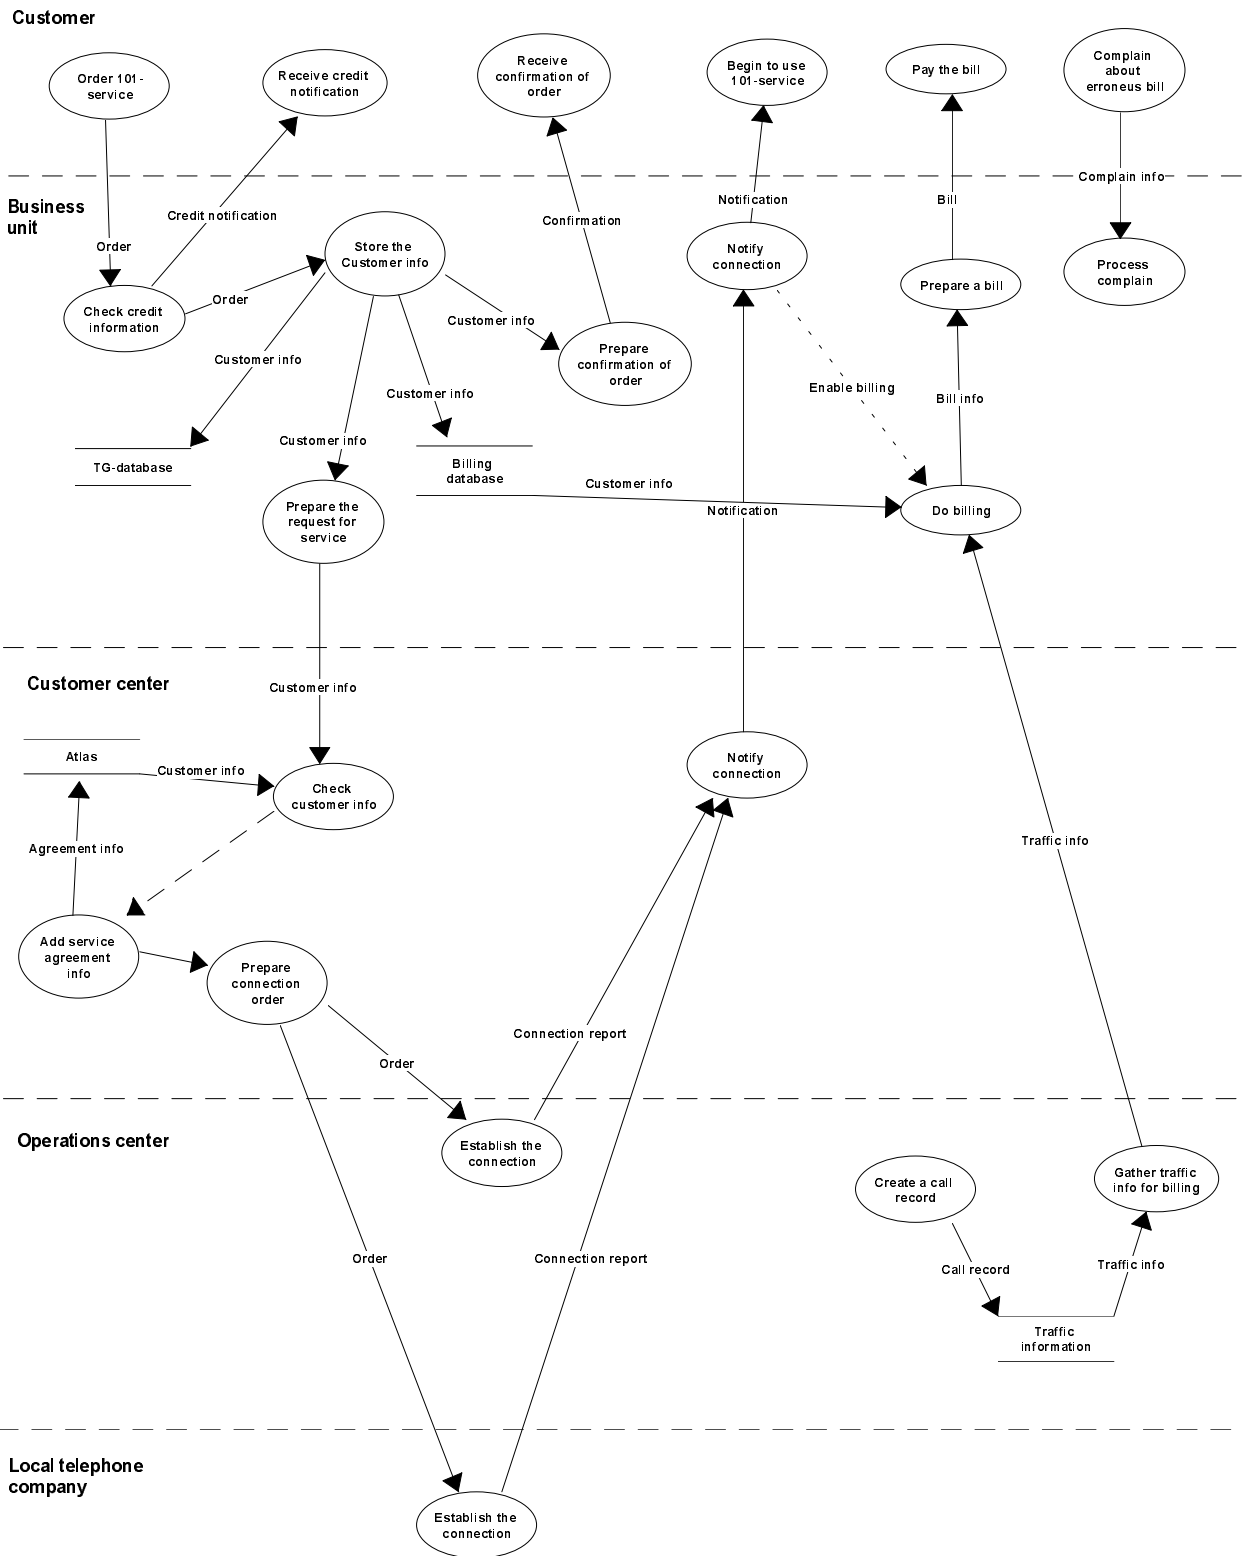 Customer
Order 101-
service
Receive credit
notification
Receive
confirmation of
order
Begin to use
101-service
Pay the bill
Complain
about
erroneus bill
Complain info
Business
unit
Credit notification
Order
Notification
Bill
Confirmation
Store the
Customer info
Notify
connection
Process
complain
Check credit
information
Order
Prepare a bill
Customer info
Prepare
confirmation of
order
Customer info
Enable billing
Customer info
Bill info
Customer info
TG-database
Billing
database
Customer info
Prepare the
request for
service
Notification
Do billing
Customer center
Customer info
Atlas
Customer info
Check
customer info
Notify
connection
Agreement info
Traffic info
Add service
agreement
info
Prepare
connection
order
Connection report
Order
Operations center
Establish the
connection
Create a call
record
Gather traffic
info for billing
Order
Connection report
Call record
Traffic info
Traffic
information
Local telephone
company
Establish the
connection